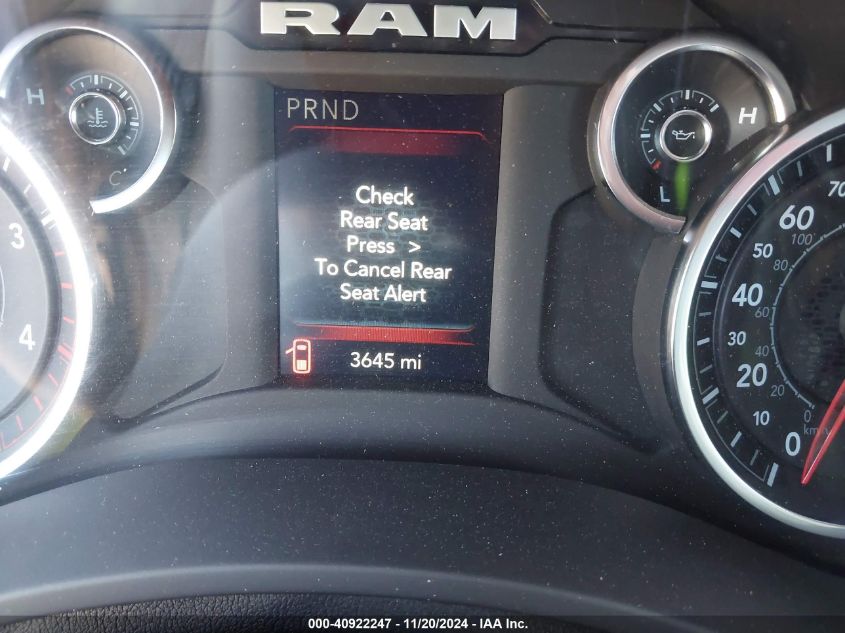 RAM
PRND
H
C
H
L
Check
Rear Seat
Press >
To Cancel Rear
Seat Alert
3645 mi
3
4
70
60
50
40
30
20
10
0
100
80
60
40
20
0
000-40922247 - 11/20/2024 - IAA Inc.